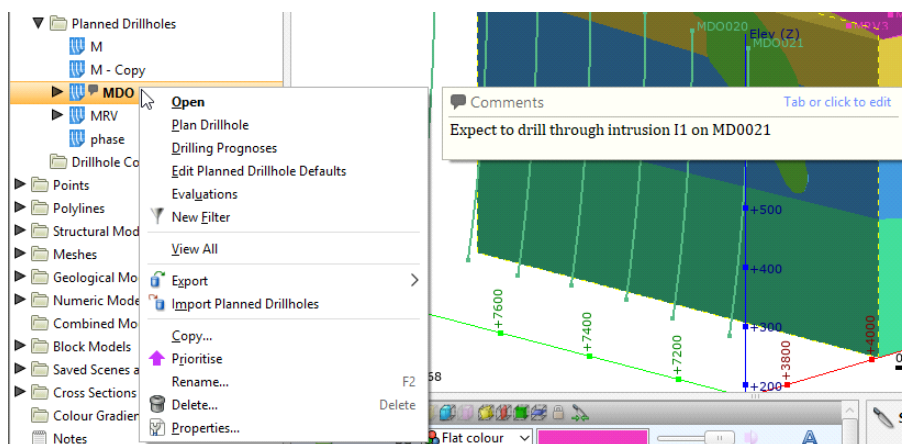 Planned Drillholes
M
M - Copy
MDO
MRV
phase
Drillhole Co
Points
Polylines
Structural Mod
Meshes
Geological Mo
Numeric Mode
Combined Mo
Block Models
Saved Scenes a
Cross Sections
Colour Gradien
Notes
Open
Plan Drillhole
Drilling Prognoses
Edit Planned Drillhole Defaults
Evaluations
New Filter
View All
Export
Import Planned Drillholes
Copy...
Prioritise
Rename... F2
Delete... Delete
Properties...
MDO020
Elev (Z)
MDO021
Comments Tab or click to edit
Expect to drill through intrusion I1 on MD0021
+500
+400
+300
+200
+7600
+7400
+7200
+3800
+4000
68
Flat colour